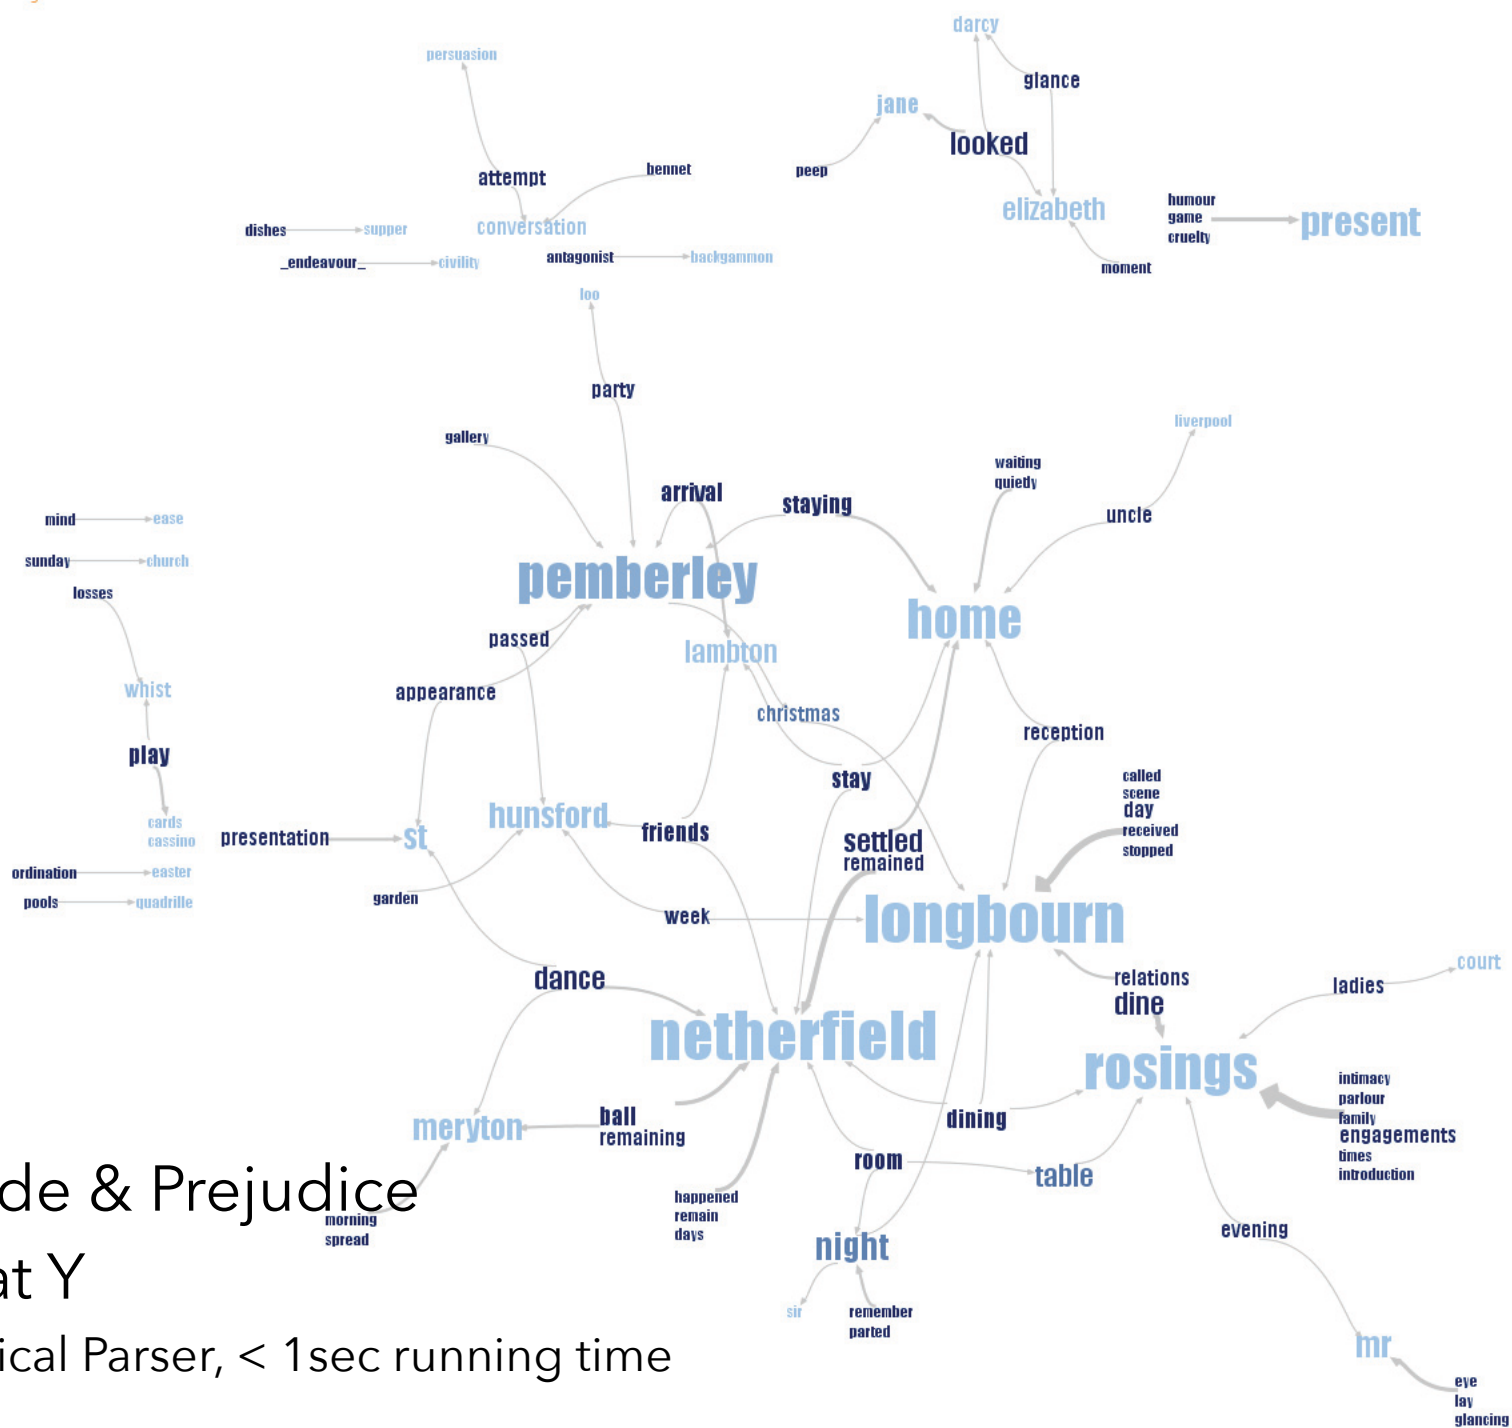 darcy
persuasion
glance
jane
looked
peep
bennet
attempt
elizabeth
humour
game
cruelty
present
conversation
dishes
supper
antagonist
backgammon
_endeavour_
civility
moment
loo
party
gallery
liverpool
waiting
quietly
arrival
staying
uncle
mind
ease
sunday
church
pemberley
losses
home
passed
lambton
appearance
whist
christmas
reception
play
stay
called
scene
day
received
stopped
cards
cassino
hunsford
friends
settled
remained
presentation
st
ordination
easter
pools
quadrille
garden
week
longbourn
court
dance
relations
dine
ladies
netherfield
rosings
intimacy
parlour
family
engagements
times
introduction
meryton
ball
remaining
dining
room
table
de & Prejudice
morning
spread
happened
remain
days
evening
night
at Y
sir
remember
parted
ical Parser, < 1sec running time
mr
eye
lay
glancing